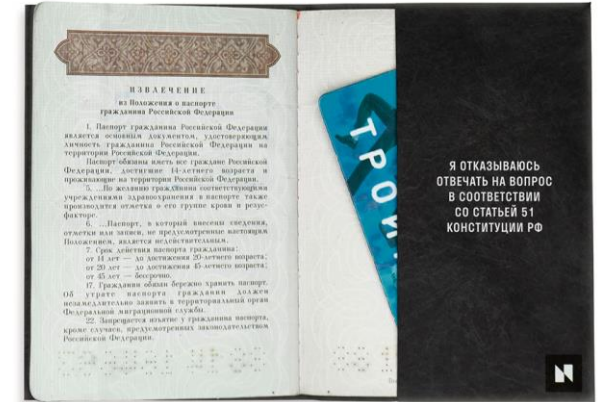 ИЗВЛЕЧЕНИЕ
из Положения о паспорте
гражданина Российской Федерации
1. Паспорт гражданина Российской Федерации
является основным документом, удостоверяющим
личность гражданина Российской Федерации на
территории Российской Федерации.
Паспорт обязаны иметь все граждане Российской
Федерации, достигшие 14-летнего возраста и
проживающие на территории Российской Федерации.
5. ...По желанию гражданина соответствующими
учреждениями здравоохранения в паспорте также
производится отметка о его группе крови и резус-
факторе.
6. ...Паспорт, в который внесены сведения,
отметки или записи, не предусмотренные настоящим
Положением, является недействительным.
7. Срок действия паспорта гражданина:
от 14 лет — до достижения 20-летнего возраста;
от 20 лет — до достижения 45-летнего возраста;
от 45 лет — бессрочно.
17. Гражданин обязан бережно хранить паспорт.
Об утрате паспорта гражданин должен
незамедлительно заявить в территориальный орган
Федеральной миграционной службы.
22. Запрещается изъятие у гражданина паспорта,
кроме случаев, предусмотренных законодательством
Российской Федерации.
ТРОЙ
Я ОТКАЗЫВАЮСЬ
ОТВЕЧАТЬ НА ВОПРОС
В СООТВЕТСТВИИ
СО СТАТЬЕЙ 51
КОНСТИТУЦИИ РФ
N